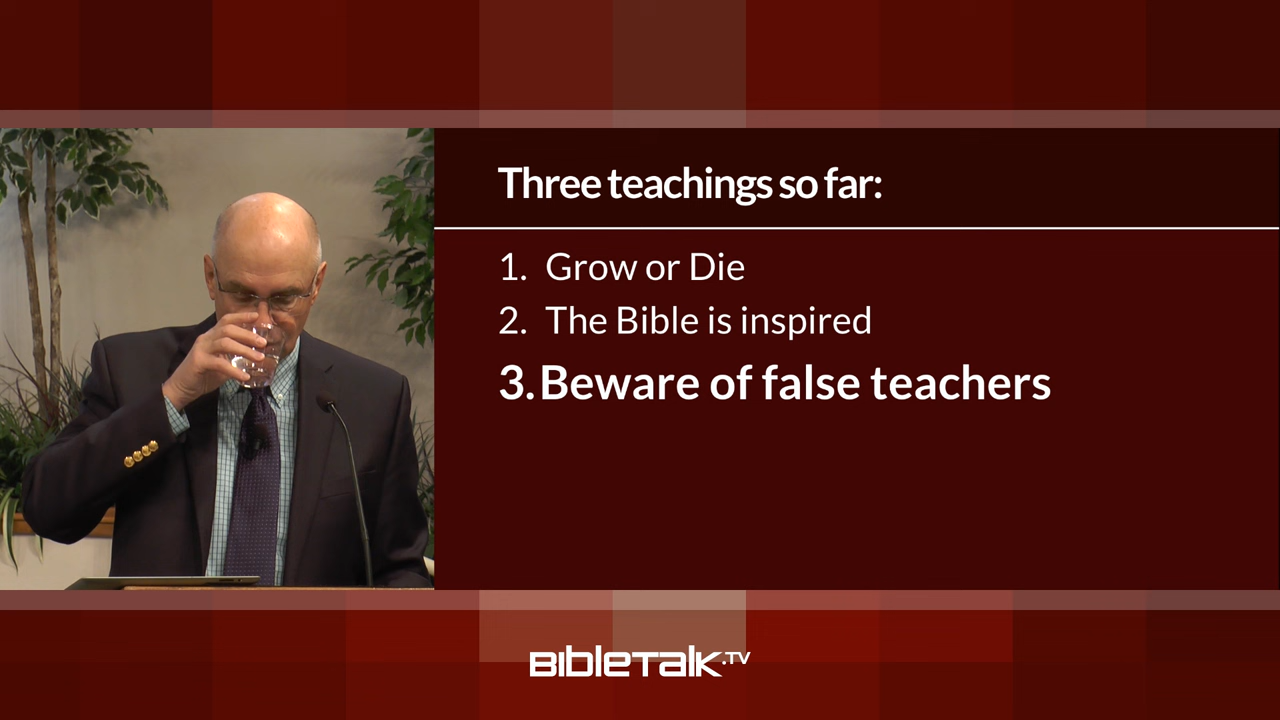 Three teachings so far:
1. Grow or Die
2. The Bible is inspired
3. Beware of false teachers
BIBLETALK.TV